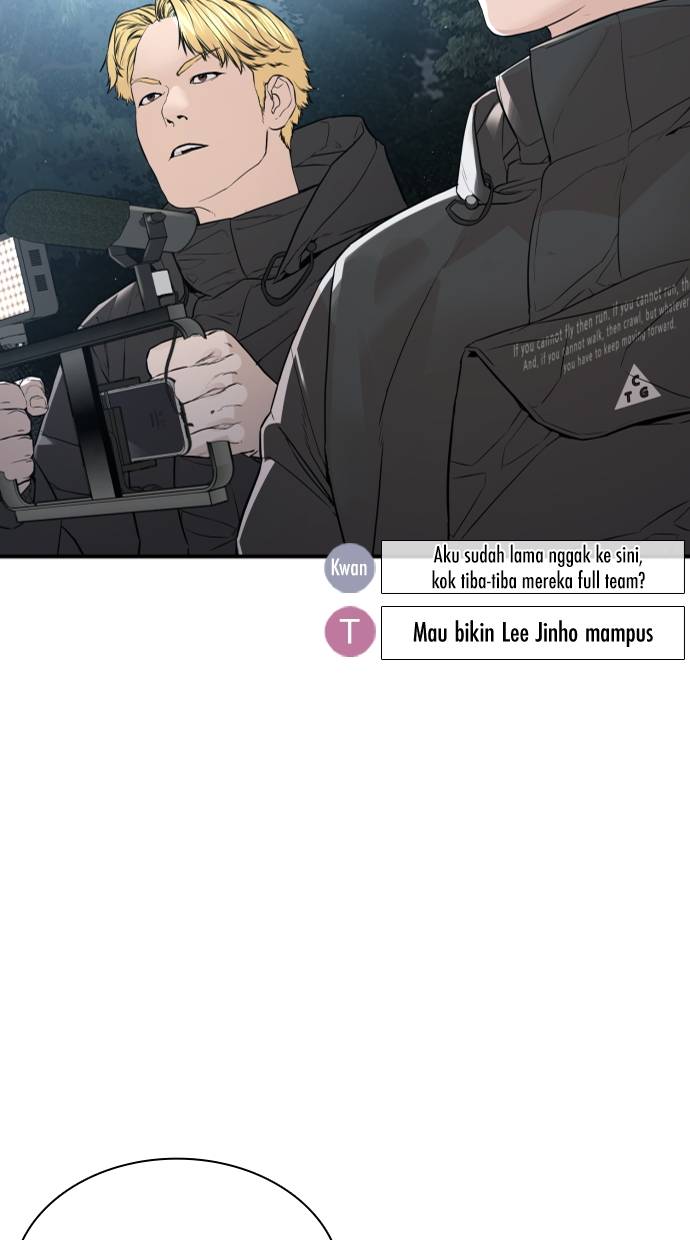 If you cannot fly then run, if you cannot run, th
And, if you cannot walk, then crawl, but whatever
you have to keep moving forward.
C
T G
Kwan
Aku sudah lama nggak ke sini,
kok tiba-tiba mereka full team?
T
Mau bikin Lee Jinho mampus